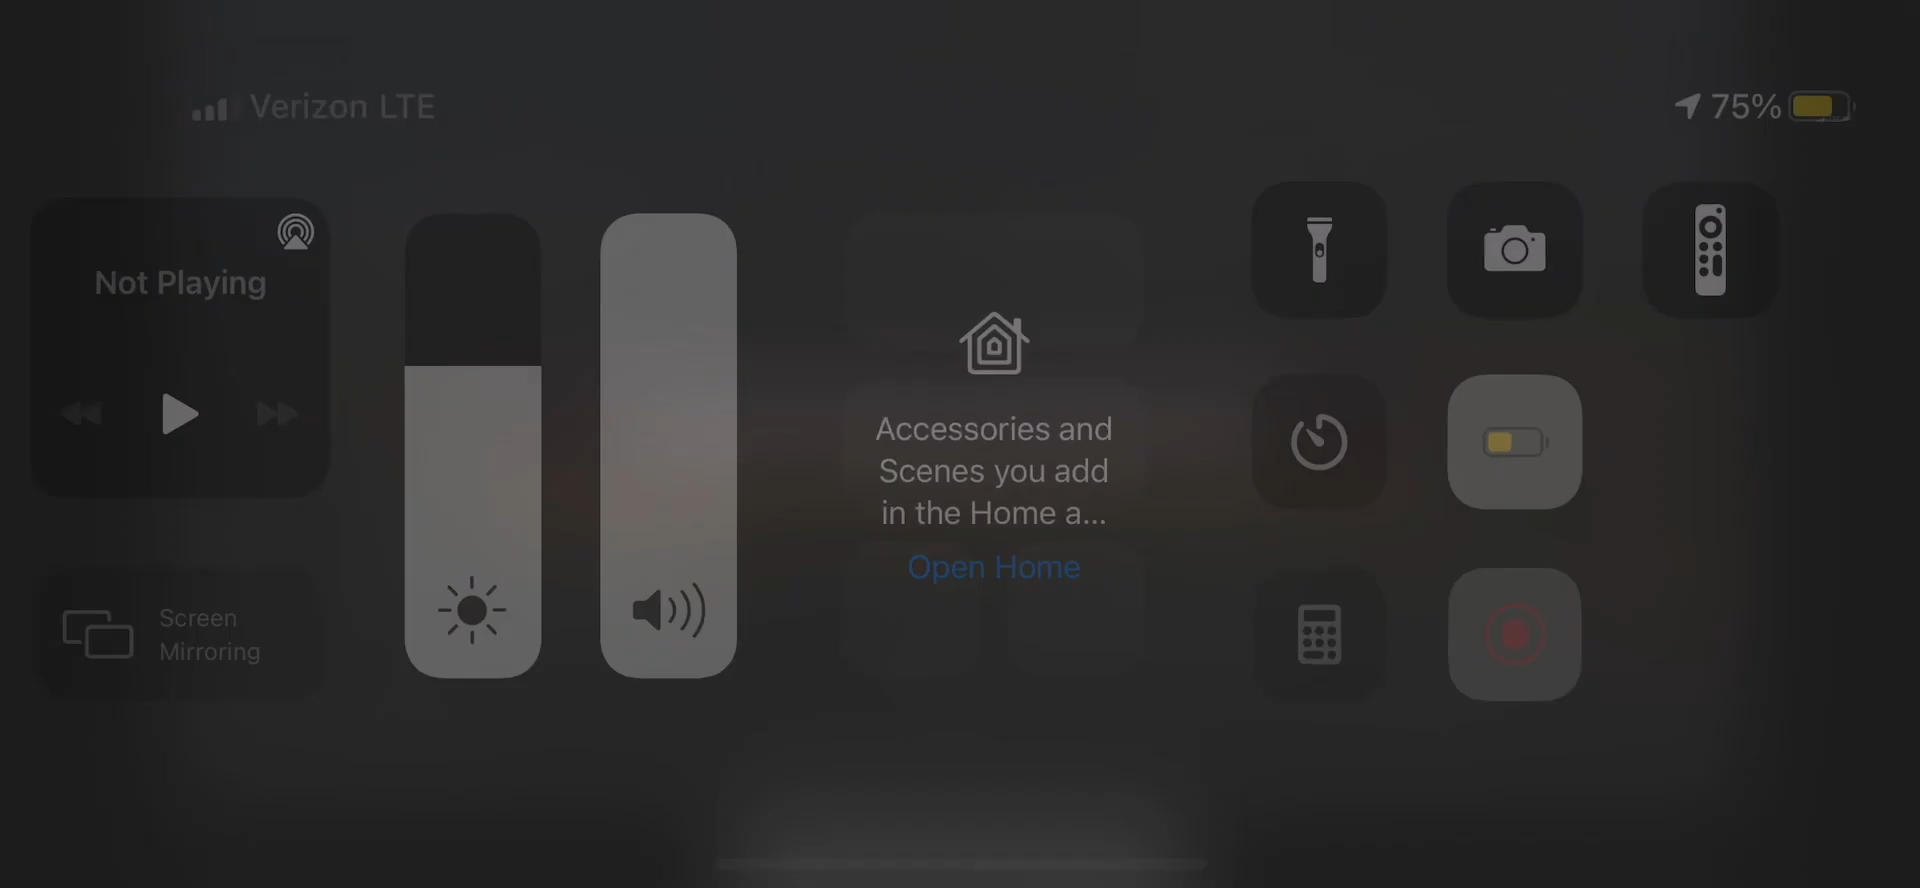 Verizon LTE
75%
Not Playing
Screen
Mirroring
Accessories and
Scenes you add
in the Home a...
Open Home